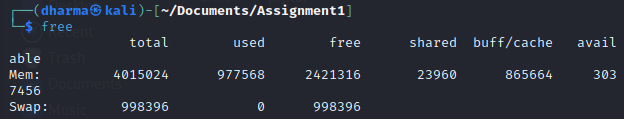 ┌──(dharma㉿kali)-[~/Documents/Assignment1]
└─$ free
               total        used        free      shared  buff/cache   avail
able
Mem:         4015024      977568     2421316       23960      865664     303
7456
Swap:         998396           0      998396